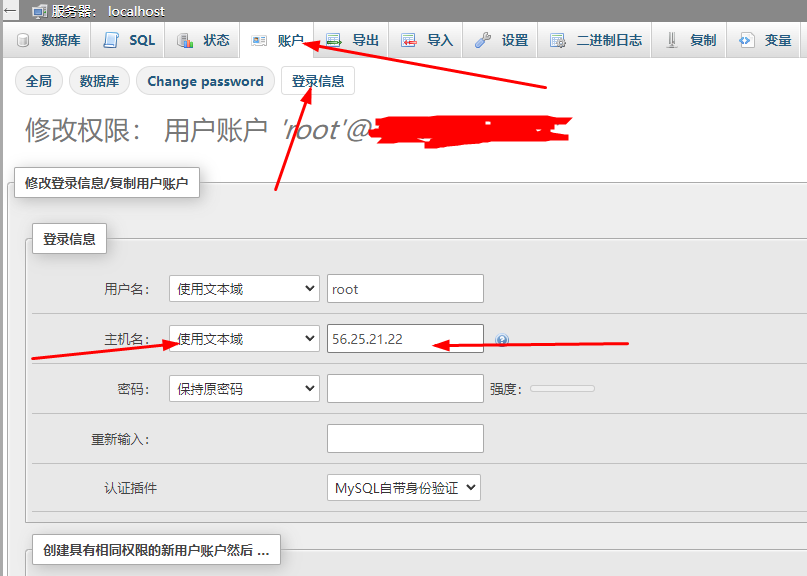 服务器: localhost
数据库 SQL 状态 账户 导出 导入 设置 二进制日志 复制 变量
全局 数据库 Change password 登录信息
修改权限: 用户账户 'root'@
修改登录信息/复制用户账户
登录信息
用户名: 使用文本域 root
主机名: 使用文本域 56.25.21.22
密码: 保持原密码 强度:
重新输入:
认证插件 MySQL自带身份验证
创建具有相同权限的新用户账户然后 ...